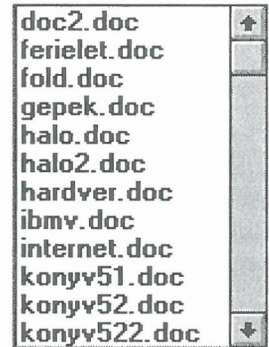 doc2.doc
ferielet.doc
fold.doc
gepek.doc
halo.doc
halo2.doc
hardver.doc
ibmv.doc
internet.doc
konyv51.doc
konyv52.doc
konyv522.doc